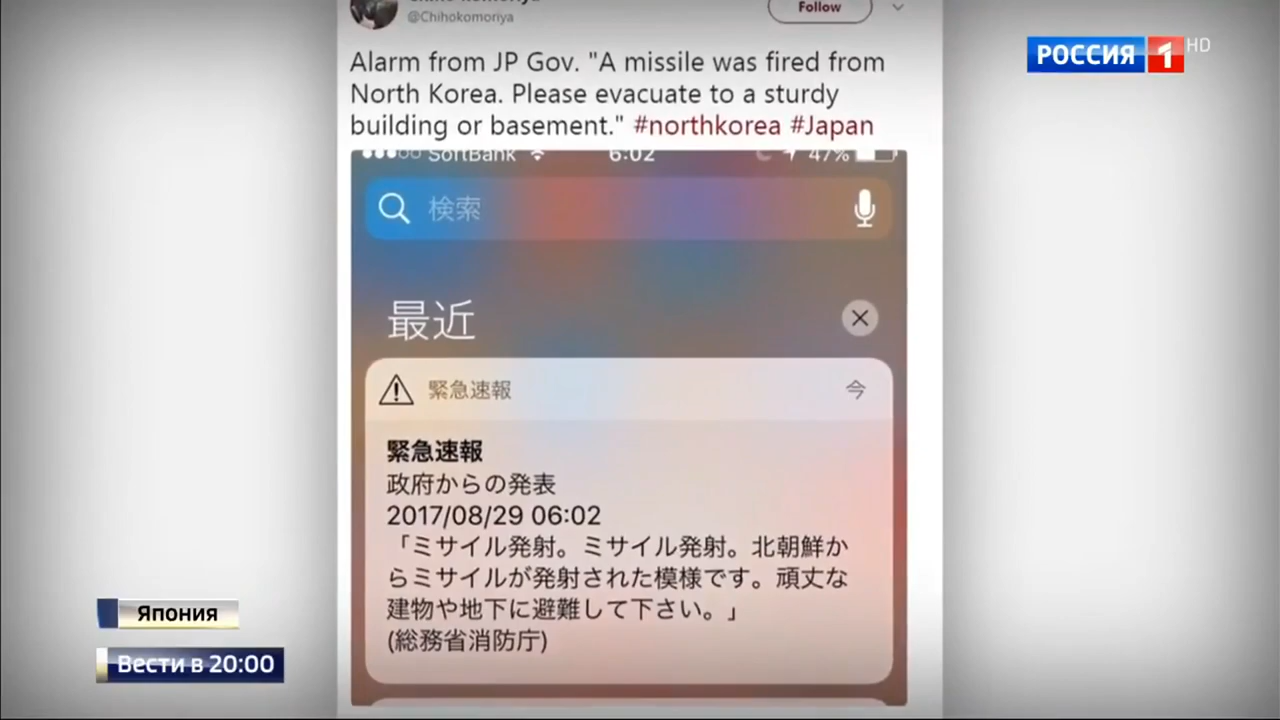 @Chihokomoriya
Follow
РОССИЯ 1 HD
Alarm from JP Gov. "A missile was fired from
North Korea. Please evacuate to a sturdy
building or basement." #northkorea #Japan
SoftBank 6:02 47%
検索
最近
緊急速報 今
緊急速報
政府からの発表
2017/08/29 06:02
「ミサイル発射。ミサイル発射。北朝鮮か
らミサイルが発射された模様です。頑丈な
建物や地下に避難して下さい。」
(総務省消防庁)
Япония
Вести в 20:00